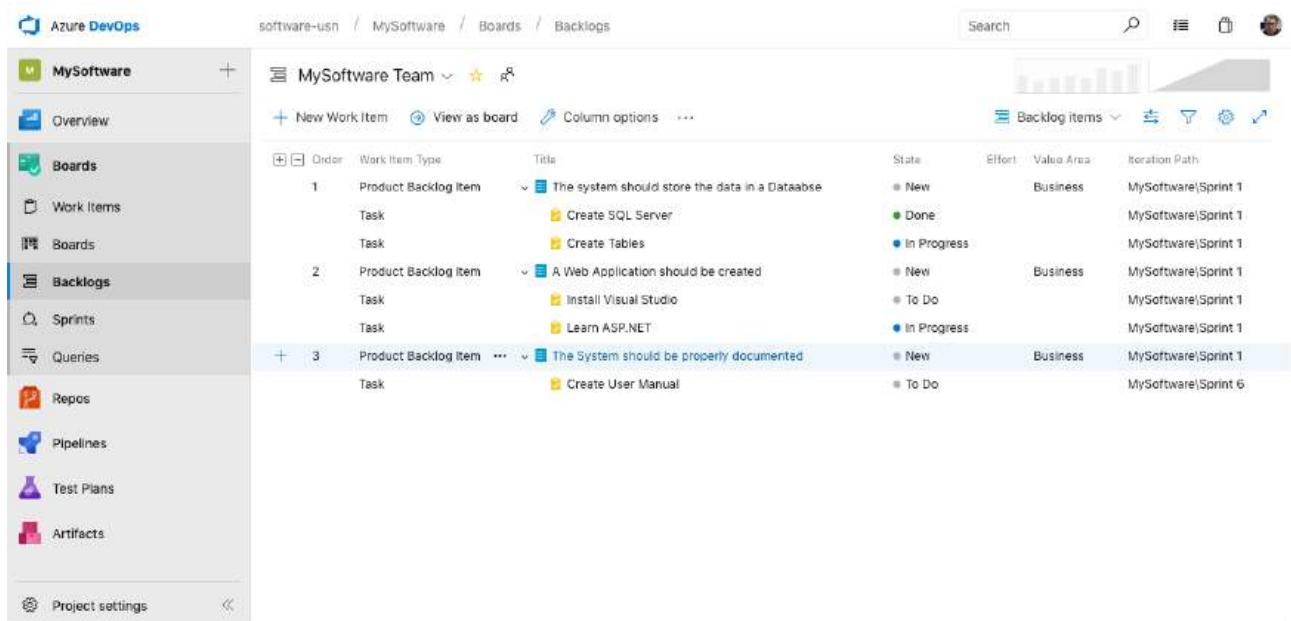 Azure DevOps
software-usn / MySoftware / Boards / Backlogs
Search
M MySoftware
MySoftware Team
Overview
New Work Item View as board Column options ...
Backlog items
Boards
Order Work Item Type Title State Effort Value Area Iteration Path
1 Product Backlog Item The system should store the data in a Dataabse New Business MySoftware\Sprint 1
Work Items
Task Create SQL Server Done MySoftware\Sprint 1
Boards
Task Create Tables In Progress MySoftware\Sprint 1
Backlogs
2 Product Backlog Item A Web Application should be created New Business MySoftware\Sprint 1
Task Install Visual Studio To Do MySoftware\Sprint 1
Sprints
Task Learn ASP.NET In Progress MySoftware\Sprint 1
Queries
3 Product Backlog Item ... The System should be properly documented New Business MySoftware\Sprint 1
Task Create User Manual To Do MySoftware\Sprint 6
Repos
Pipelines
Test Plans
Artifacts
Project settings